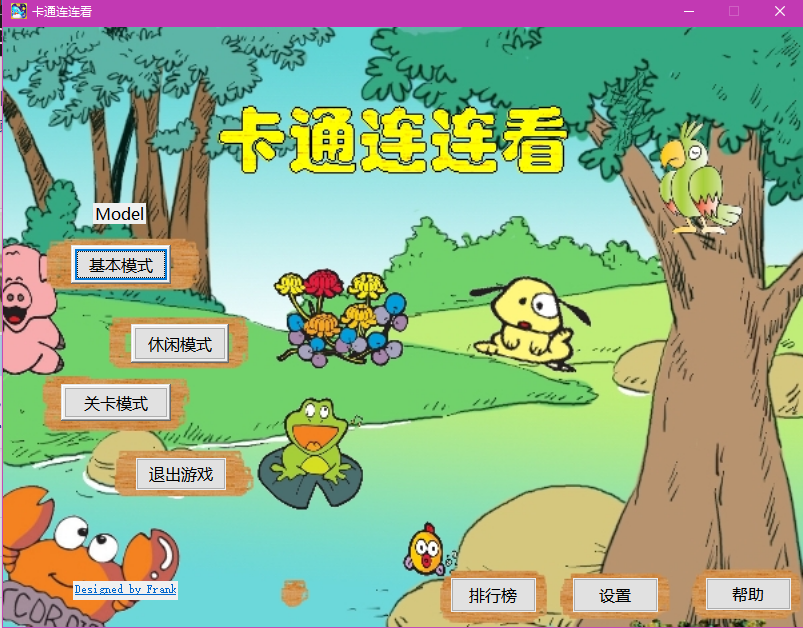 卡通连连看
卡通连连看
Model
基本模式
休闲模式
关卡模式
退出游戏
Designed by Frank
排行榜
设置
帮助